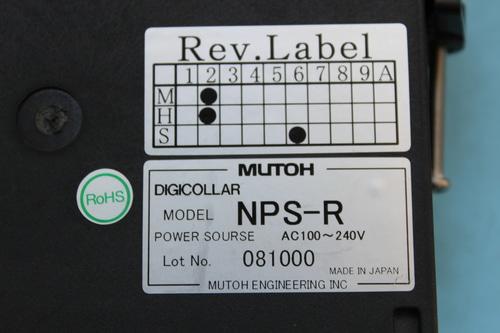 Rev.Label
1 2 3 4 5 6 7 8 9 A
M
H
S
MUTOH
DIGICOLLAR
MODEL NPS-R
POWER SOURSE AC100~240V
Lot No. 081000
MADE IN JAPAN
MUTOH ENGINEERING INC
RoHS